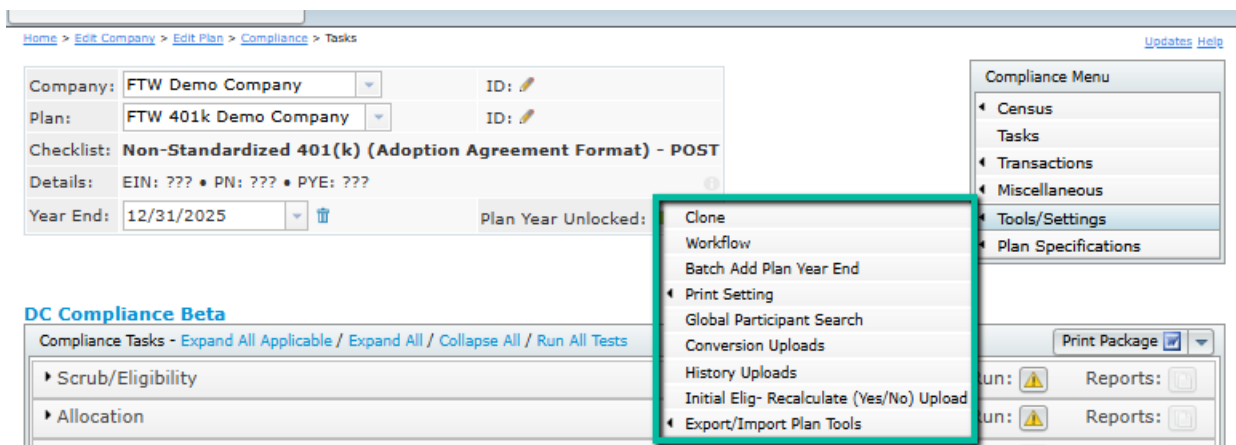 Home > Edit Company > Edit Plan > Compliance > Tasks
Updates Help
Company: FTW Demo Company ID:
Plan: FTW 401k Demo Company ID:
Checklist: Non-Standardized 401(k) (Adoption Agreement Format) - POST
Details: EIN: ??? • PN: ??? • PYE: ???
Year End: 12/31/2025 Plan Year Unlocked:
Compliance Menu
Census
Tasks
Transactions
Miscellaneous
Tools/Settings
Plan Specifications
Clone
Workflow
Batch Add Plan Year End
Print Setting
Global Participant Search
Conversion Uploads
History Uploads
Initial Elig- Recalculate (Yes/No) Upload
Export/Import Plan Tools
DC Compliance Beta
Compliance Tasks - Expand All Applicable / Expand All / Collapse All / Run All Tests
Print Package
Scrub/Eligibility Reports:
Allocation Reports: